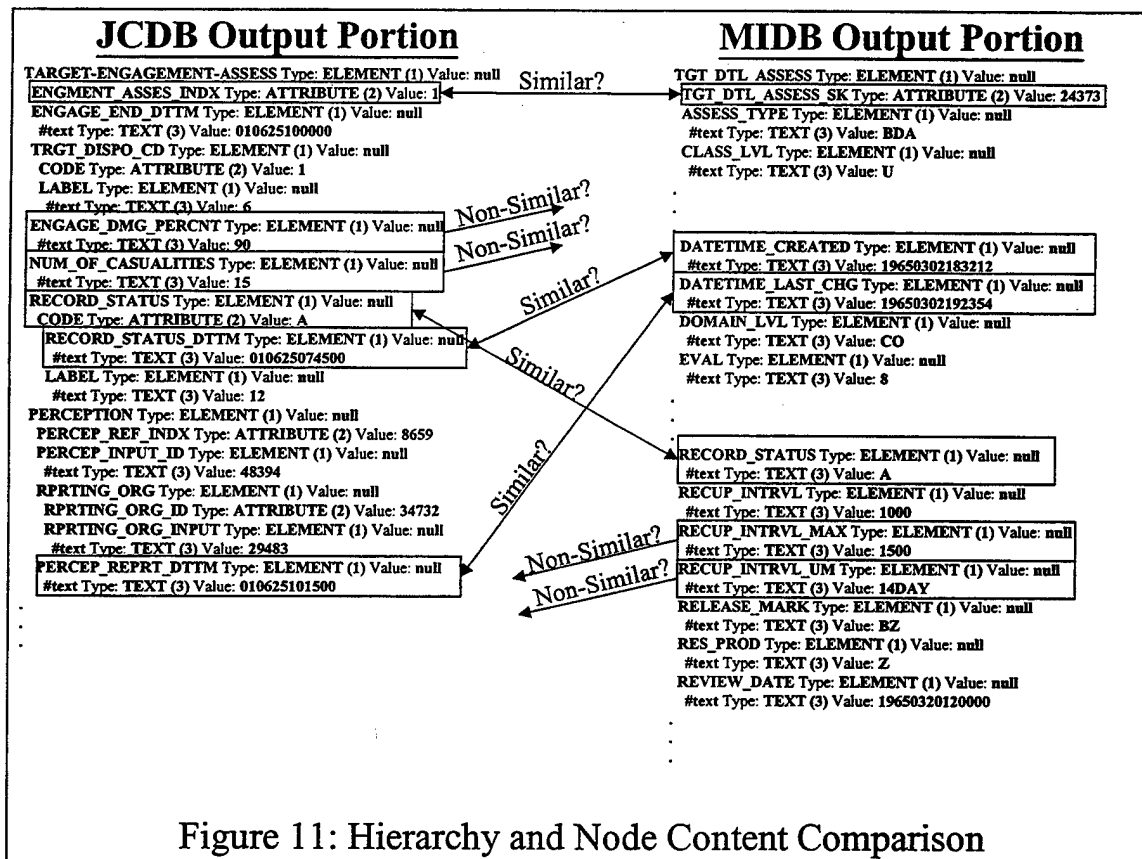 JCDB Output Portion
TARGET-ENGAGEMENT-ASSESS Type: ELEMENT (1) Value: null
ENGMENT_ASSES_INDX Type: ATTRIBUTE (2) Value: 1
ENGAGE_END_DTTM Type: ELEMENT (1) Value: null
#text Type: TEXT (3) Value: 010625100000
TRGT_DISPO_CD Type: ELEMENT (1) Value: null
CODE Type: ATTRIBUTE (2) Value: 1
LABEL Type: ELEMENT (1) Value: null
#text Type: TEXT (3) Value: 6
ENGAGE_DMG_PERCNT Type: ELEMENT (1) Value: null
#text Type: TEXT (3) Value: 90
NUM_OF_CASUALITIES Type: ELEMENT (1) Value: null
#text Type: TEXT (3) Value: 15
RECORD_STATUS Type: ELEMENT (1) Value: null
CODE Type: ATTRIBUTE (2) Value: A
RECORD_STATUS_DTTM Type: ELEMENT (1) Value: null
#text Type: TEXT (3) Value: 010625074500
LABEL Type: ELEMENT (1) Value: null
#text Type: TEXT (3) Value: 12
PERCEPTION Type: ELEMENT (1) Value: null
PERCEP_REF_INDX Type: ATTRIBUTE (2) Value: 8659
PERCEP_INPUT_ID Type: ELEMENT (1) Value: null
#text Type: TEXT (3) Value: 48394
RPRTING_ORG Type: ELEMENT (1) Value: null
RPRTING_ORG_ID Type: ATTRIBUTE (2) Value: 34732
RPRTING_ORG_INPUT Type: ELEMENT (1) Value: null
#text Type: TEXT (3) Value: 29483
PERCEP_REPRT_DTTM Type: ELEMENT (1) Value: null
#text Type: TEXT (3) Value: 010625101500
Similar?
Non-Similar?
Non-Similar?
Similar?
Similar?
Similar?
Non-Similar?
Non-Similar?
MIDB Output Portion
TGT_DTL_ASSESS Type: ELEMENT (1) Value: null
TGT_DTL_ASSESS_SK Type: ATTRIBUTE (2) Value: 24373
ASSESS_TYPE Type: ELEMENT (1) Value: null
#text Type: TEXT (3) Value: BDA
CLASS_LVL Type: ELEMENT (1) Value: null
#text Type: TEXT (3) Value: U
DATETIME_CREATED Type: ELEMENT (1) Value: null
#text Type: TEXT (3) Value: 19650302183212
DATETIME_LAST_CHG Type: ELEMENT (1) Value: null
#text Type: TEXT (3) Value: 19650302192354
DOMAIN_LVL Type: ELEMENT (1) Value: null
#text Type: TEXT (3) Value: CO
EVAL Type: ELEMENT (1) Value: null
#text Type: TEXT (3) Value: 8
RECORD_STATUS Type: ELEMENT (1) Value: null
#text Type: TEXT (3) Value: A
RECUP_INTRVL Type: ELEMENT (1) Value: null
#text Type: TEXT (3) Value: 1000
RECUP_INTRVL_MAX Type: ELEMENT (1) Value: null
#text Type: TEXT (3) Value: 1500
RECUP_INTRVL_UM Type: ELEMENT (1) Value: null
#text Type: TEXT (3) Value: 14DAY
RELEASE_MARK Type: ELEMENT (1) Value: null
#text Type: TEXT (3) Value: BZ
RES_PROD Type: ELEMENT (1) Value: null
#text Type: TEXT (3) Value: Z
REVIEW_DATE Type: ELEMENT (1) Value: null
#text Type: TEXT (3) Value: 19650320120000
Figure 11: Hierarchy and Node Content Comparison